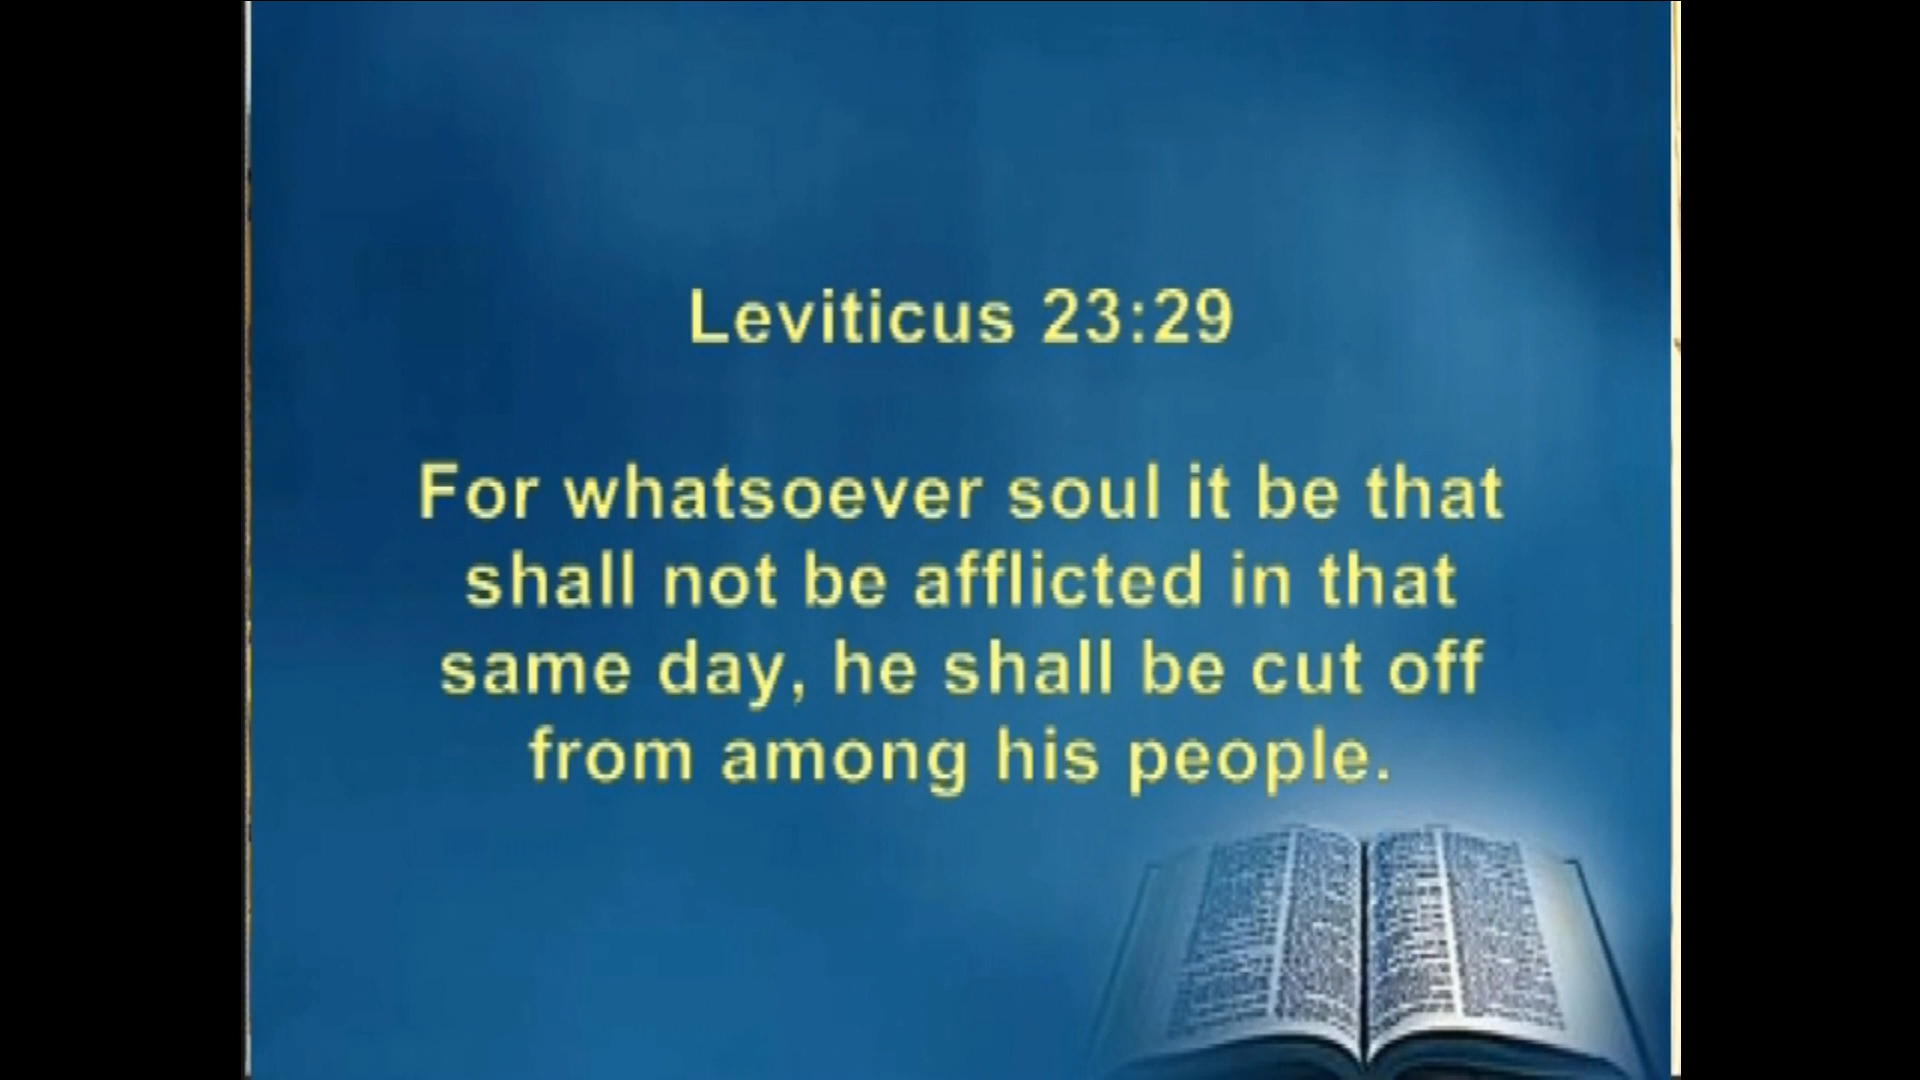 Leviticus 23:29
For whatsoever soul it be that
shall not be afflicted in that
same day, he shall be cut off
from among his people.